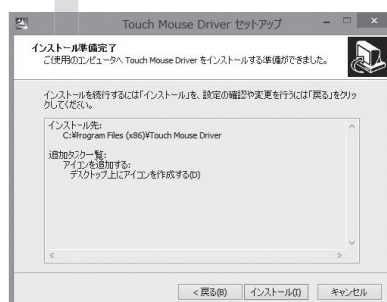 Touch Mouse Driver セットアップ
インストール準備完了
ご使用のコンピュータへ Touch Mouse Driver をインストールする準備ができました。
インストールを続行するには「インストール」を、設定の確認や変更を行うには「戻る」をクリッ
クしてください。
インストール先:
C:¥Program Files (x86)¥Touch Mouse Driver
追加タスク一覧:
アイコンを追加する:
デスクトップ上にアイコンを作成する(D)
< 戻る(B) インストール(I) キャンセル